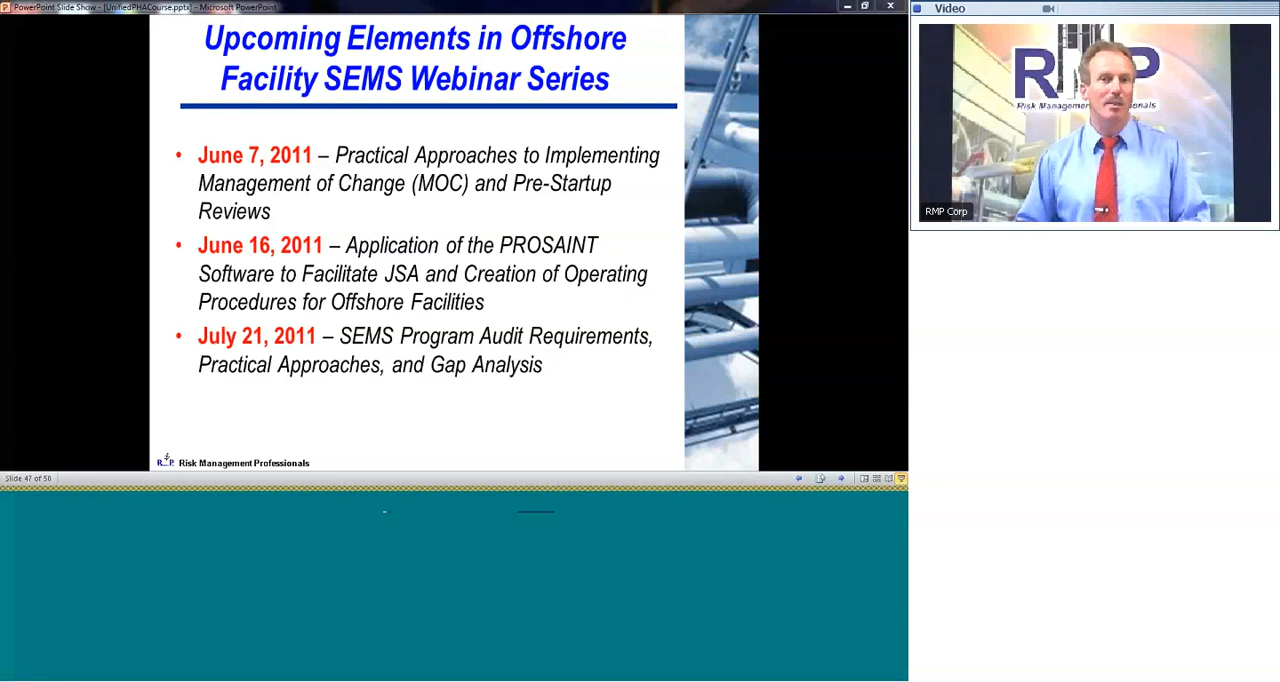 PowerPoint Slide Show - [UnifiedPHACourse.pptx] - Microsoft PowerPoint
Video
Upcoming Elements in Offshore
Facility SEMS Webinar Series
• June 7, 2011 – Practical Approaches to Implementing
Management of Change (MOC) and Pre-Startup
Reviews
• June 16, 2011 – Application of the PROSAINT
Software to Facilitate JSA and Creation of Operating
Procedures for Offshore Facilities
• July 21, 2011 – SEMS Program Audit Requirements,
Practical Approaches, and Gap Analysis
Risk Management Professionals
Slide 47 of 50
RMP
Risk Management Professionals
RMP Corp